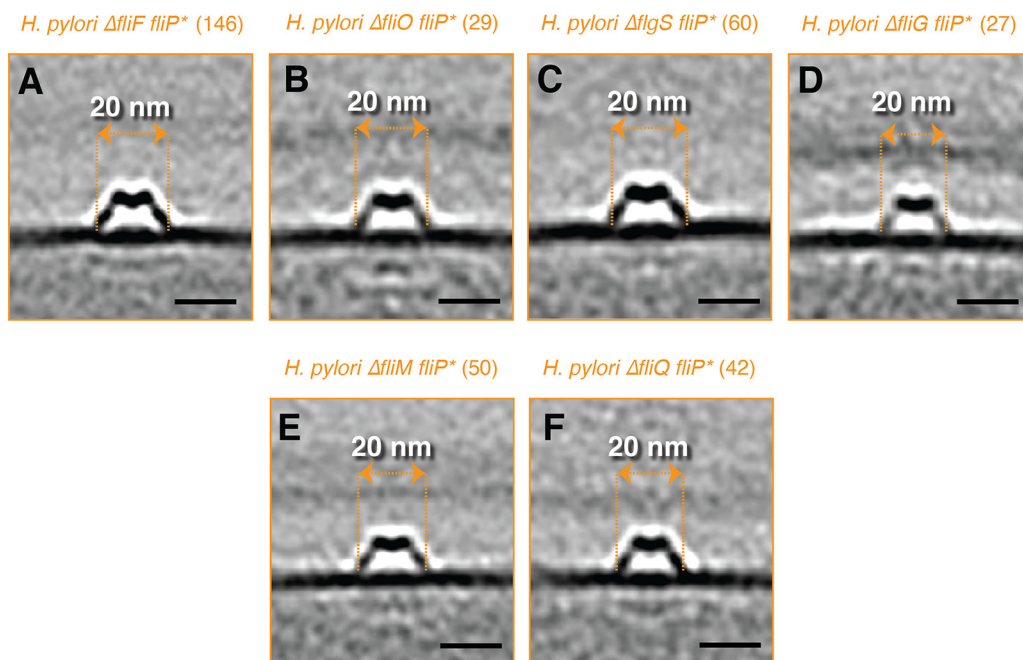 H. pylori ΔfliF fliP* (146)
H. pylori ΔfliO fliP* (29)
H. pylori ΔflgS fliP* (60)
H. pylori ΔfliG fliP* (27)
A
20 nm
B
20 nm
C
20 nm
D
20 nm
H. pylori ΔfliM fliP* (50)
H. pylori ΔfliQ fliP* (42)
E
20 nm
F
20 nm